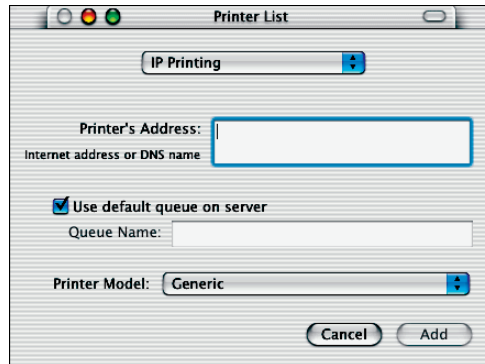 Printer List
IP Printing
Printer's Address:
Internet address or DNS name
Use default queue on server
Queue Name:
Printer Model: Generic
Cancel Add